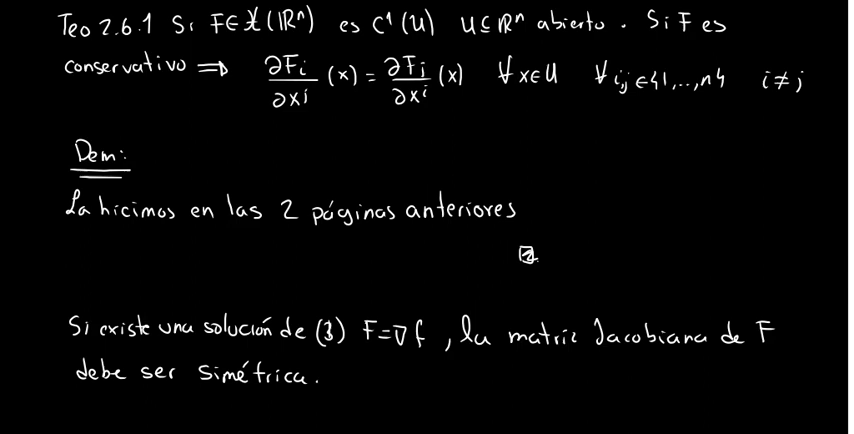 Teo 2.6.1 Si F∈𝔛(ℝⁿ) es C¹(U) U⊆ℝⁿ abierto. Si F es
conservativo ⟹ ∂Fi/∂xj (x) = ∂Fj/∂xi (x) ∀x∈U ∀i,j∈{1,...,n} i≠j
Dem:
La hicimos en las 2 páginas anteriores
Si existe una solución de (3) F=∇f, la matriz Jacobiana de F
debe ser simétrica.